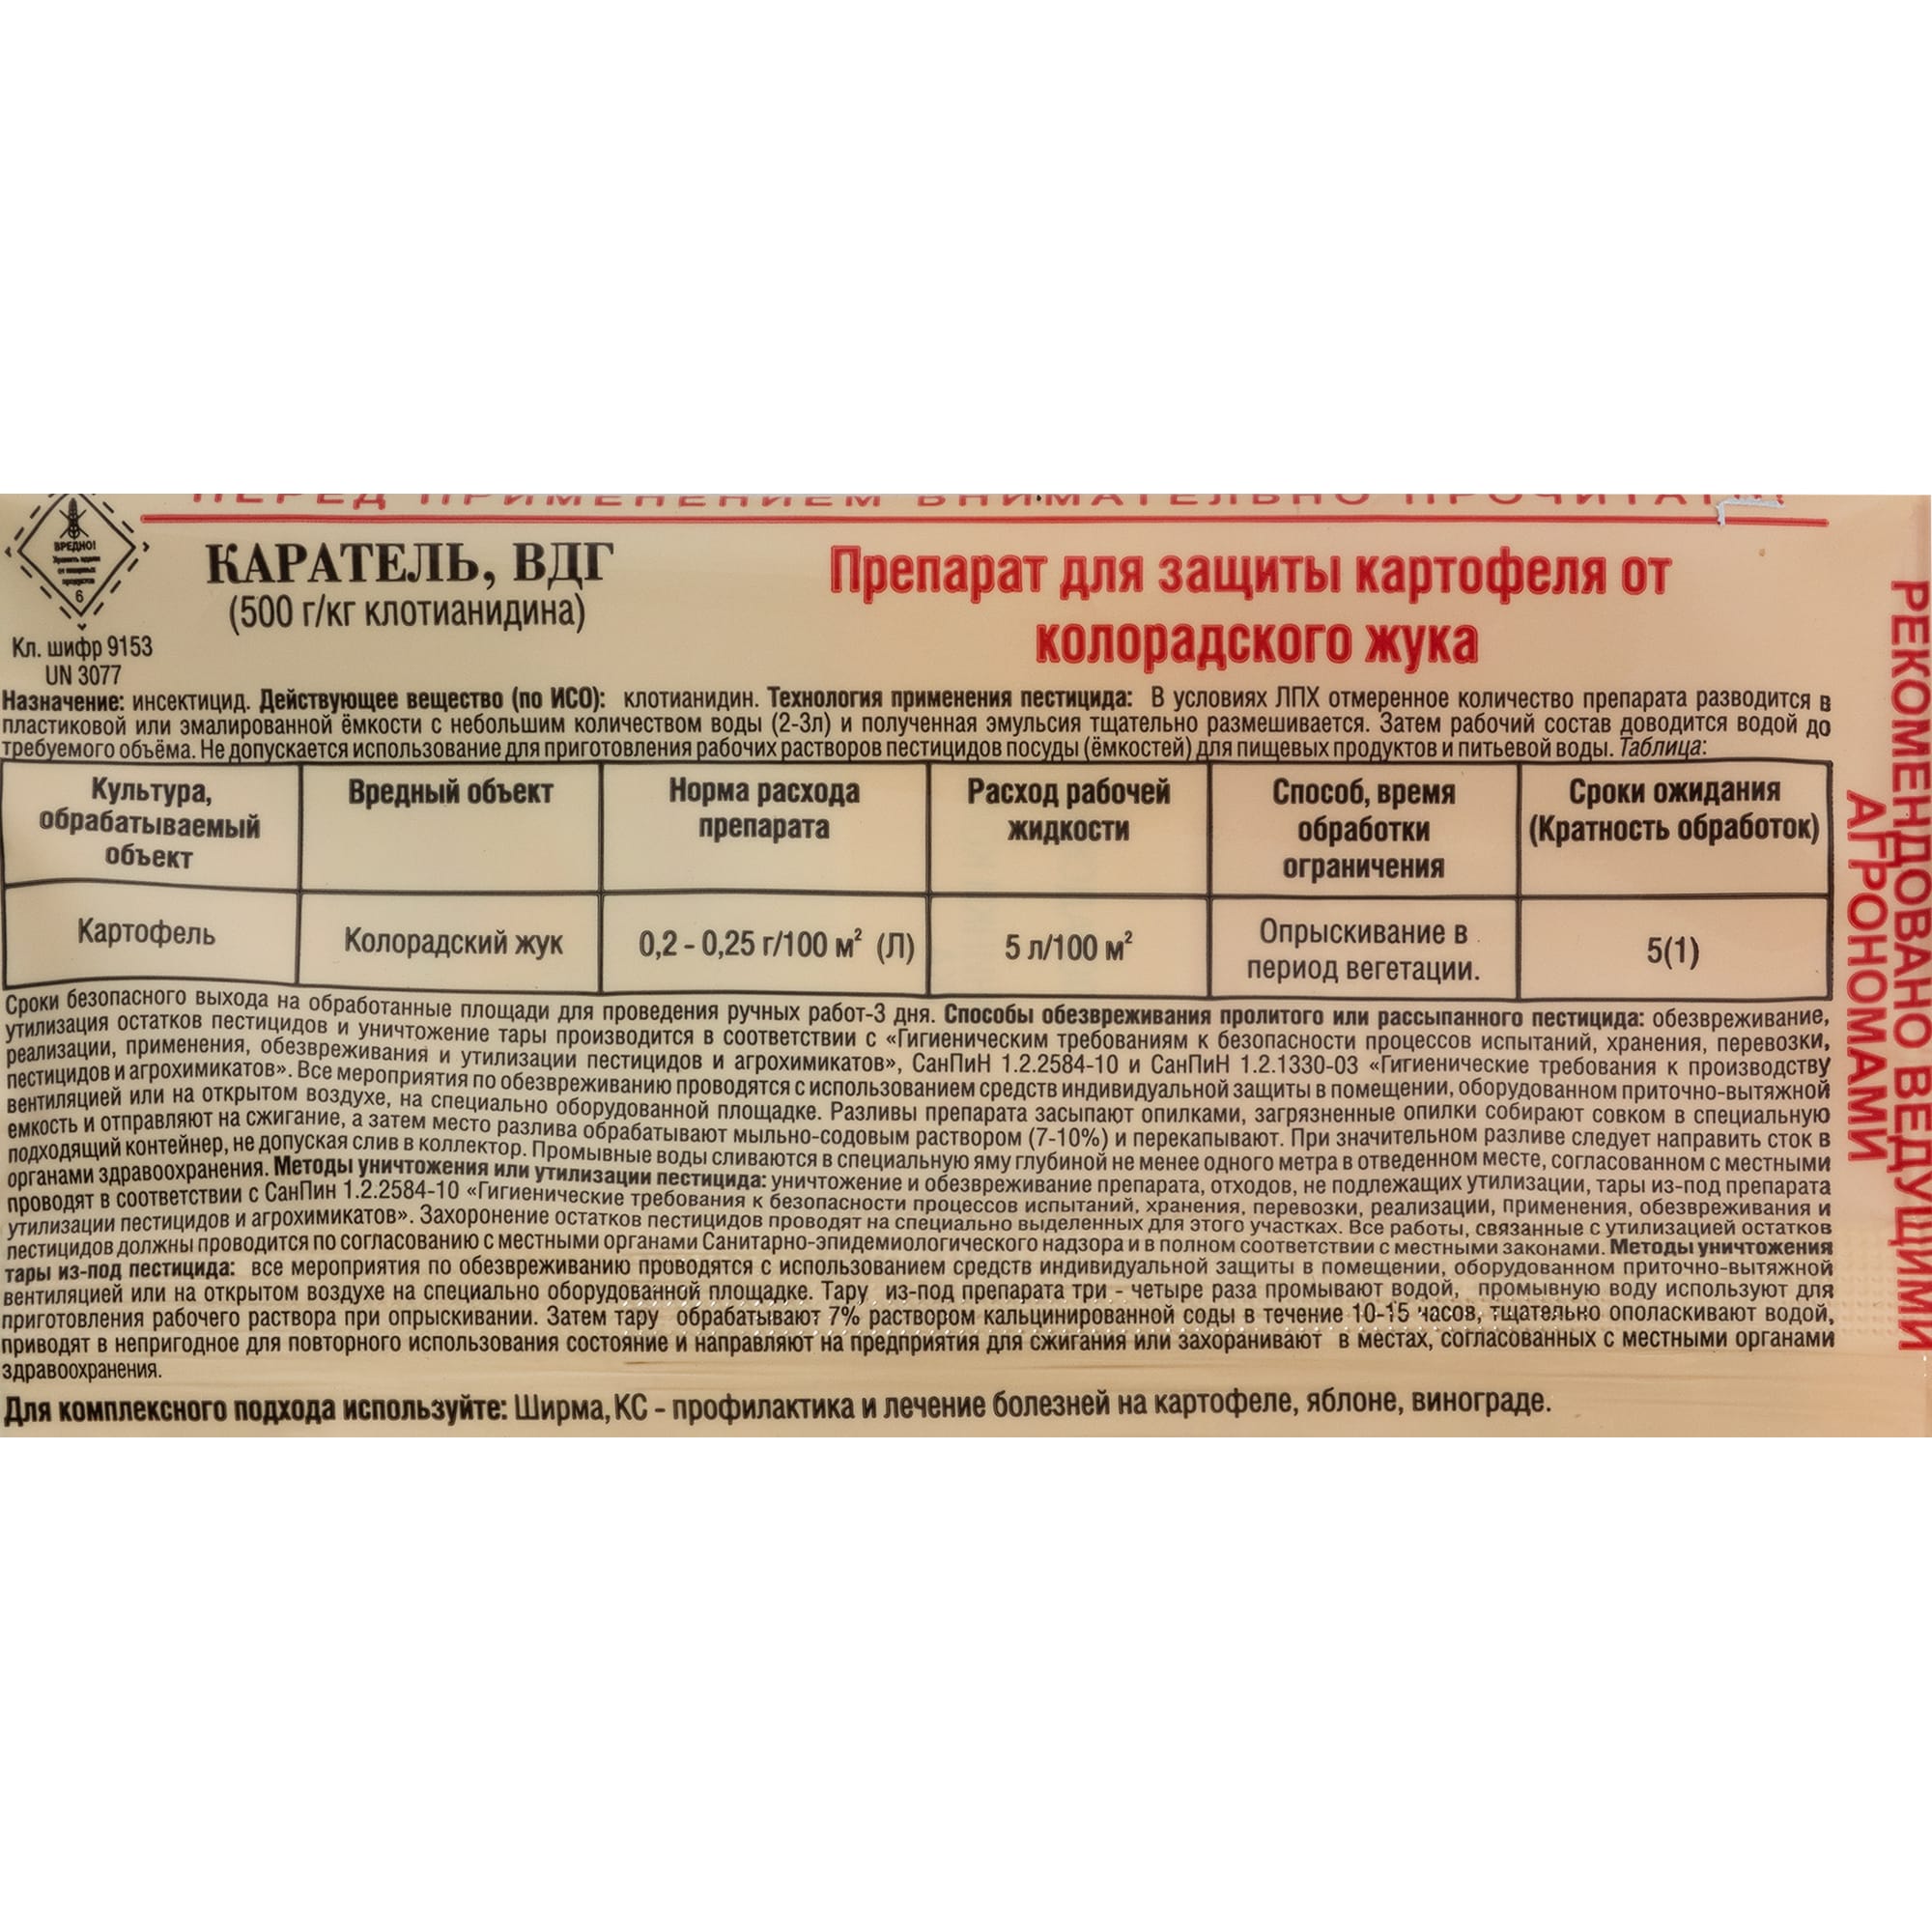 ПЕРЕД ПРИМЕНЕНИЕМ ВНИМАТЕЛЬНО
ВРЕДНО!
6
Кл. шифр 9153
UN 3077
КАРАТЕЛЬ, ВДГ
(500 г/кг клотианидина)
Препарат для защиты картофеля от
колорадского жука
Назначение: инсектицид. Действующее вещество (по ИСО): клотианидин. Технология применения пестицида: В условиях ЛПХ отмеренное количество препарата разводится в
пластиковой или эмалированной ёмкости с небольшим количеством воды (2-3л) и полученная эмульсия тщательно размешивается. Затем рабочий состав доводится водой до
требуемого объёма. Не допускается использование для приготовления рабочих растворов пестицидов посуды (ёмкостей) для пищевых продуктов и питьевой воды. Таблица:
Культура,
обрабатываемый
объект
Вредный объект
Норма расхода
препарата
Расход рабочей
жидкости
Способ, время
обработки
ограничения
Сроки ожидания
(Кратность обработок)
Картофель
Колорадский жук
0,2 - 0,25 г/100 м² (Л)
5 л/100 м²
Опрыскивание в
период вегетации.
5(1)
Сроки безопасного выхода на обработанные площади для проведения ручных работ-3 дня. Способы обезвреживания пролитого или рассыпанного пестицида: обезвреживание,
утилизация остатков пестицидов и уничтожение тары производится в соответствии с «Гигиеническим требованиям к безопасности процессов испытаний, хранения, перевозки,
реализации, применения, обезвреживания и утилизации пестицидов и агрохимикатов», СанПиН 1.2.2584-10 и СанПиН 1.2.1330-03 «Гигиенические требования к производству
пестицидов и агрохимикатов». Все мероприятия по обезвреживанию проводятся с использованием средств индивидуальной защиты в помещении, оборудованном приточно-вытяжной
вентиляцией или на открытом воздухе, на специально оборудованной площадке. Разливы препарата засыпают опилками, загрязненные опилки собирают совком в специальную
емкость и отправляют на сжигание, а затем место разлива обрабатывают мыльно-содовым раствором (7-10%) и перекапывают. При значительном разливе следует направить сток в
подходящий контейнер, не допуская слив в коллектор. Промывные воды сливаются в специальную яму глубиной не менее одного метра в отведенном месте, согласованном с местными
органами здравоохранения. Методы уничтожения или утилизации пестицида: уничтожение и обезвреживание препарата, отходов, не подлежащих утилизации, тары из-под препарата
проводят в соответствии с СанПин 1.2.2584-10 «Гигиенические требования к безопасности процессов испытаний, хранения, перевозки, реализации, применения, обезвреживания и
утилизации пестицидов и агрохимикатов». Захоронение остатков пестицидов проводят на специально выделенных для этого участках. Все работы, связанные с утилизацией остатков
пестицидов должны проводится по согласованию с местными органами Санитарно-эпидемиологического надзора и в полном соответствии с местными законами. Методы уничтожения
тары из-под пестицида: все мероприятия по обезвреживанию проводятся с использованием средств индивидуальной защиты в помещении, оборудованном приточно-вытяжной
вентиляцией или на открытом воздухе на специально оборудованной площадке. Тару из-под препарата три - четыре раза промывают водой, промывную воду используют для
приготовления рабочего раствора при опрыскивании. Затем тару обрабатывают 7% раствором кальцинированной соды в течение 10-15 часов, тщательно ополаскивают водой,
приводят в непригодное для повторного использования состояние и направляют на предприятия для сжигания или захоранивают в местах, согласованных с местными органами
здравоохранения.
Для комплексного подхода используйте: Ширма, КС - профилактика и лечение болезней на картофеле, яблоне, винограде.
РЕКОМЕНДОВАНО ВЕДУЩИМИ
АГРОНОМАМИ